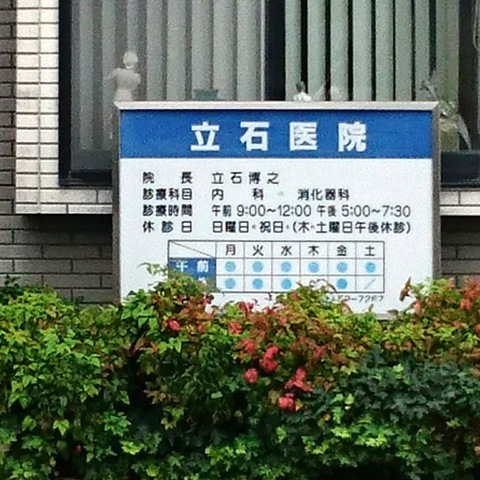 立石医院
院長 立石博之
診療科目 内科・消化器科
診療時間 午前 9:00〜12:00 午後 5:00〜7:30
休診日 日曜日・祝日・(木・土曜日午後休診)
月 火 水 木 金 土
午前 ● ● ● ● ● ●